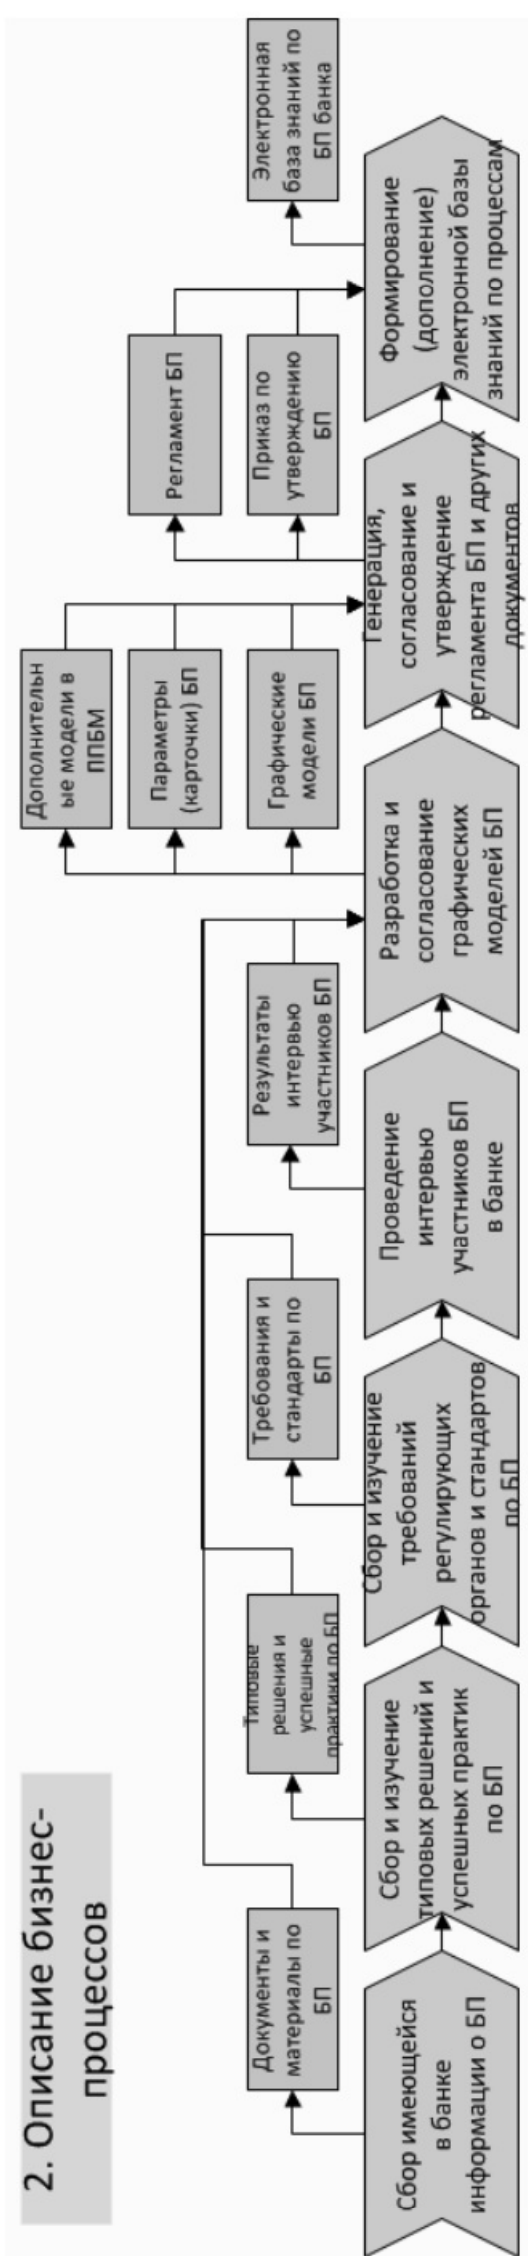 2. Описание бизнес-
процессов
Документы и
материалы по
БП
Типовые
решения и
успешные
практики по БП
Требования и
стандарты по
БП
Результаты
интервью
участников БП
Дополнительн
ые модели в
ППБМ
Параметры
(карточки) БП
Графические
модели БП
Регламент БП
Приказ по
утверждению
БП
Электронная
база знаний по
БП банка
Сбор имеющейся
в банке
информации о БП
Сбор и изучение
типовых решений и
успешных практик
по БП
Сбор и изучение
требований
регулирующих
органов и стандартов
по БП
Проведение
интервью
участников БП
в банке
Разработка и
согласование
графических
моделей БП
Генерация,
согласование и
утверждение
регламента БП и других
документов
Формирование
(дополнение)
электронной базы
знаний по процессам